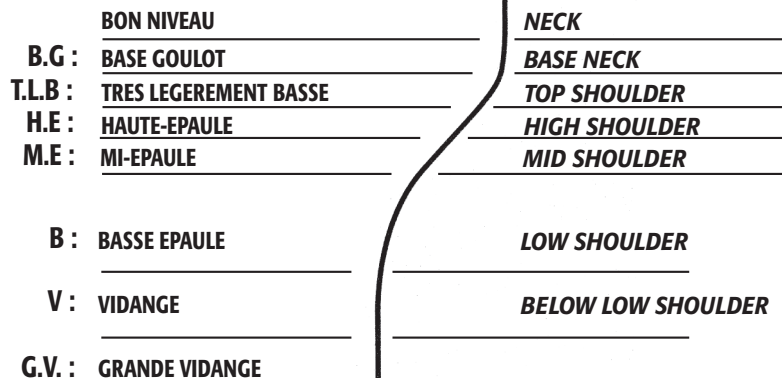 BON NIVEAU NECK
B.G : BASE GOULOT BASE NECK
T.L.B : TRES LEGEREMENT BASSE TOP SHOULDER
H.E : HAUTE-EPAULE HIGH SHOULDER
M.E : MI-EPAULE MID SHOULDER
B : BASSE EPAULE LOW SHOULDER
V : VIDANGE BELOW LOW SHOULDER
G.V. : GRANDE VIDANGE